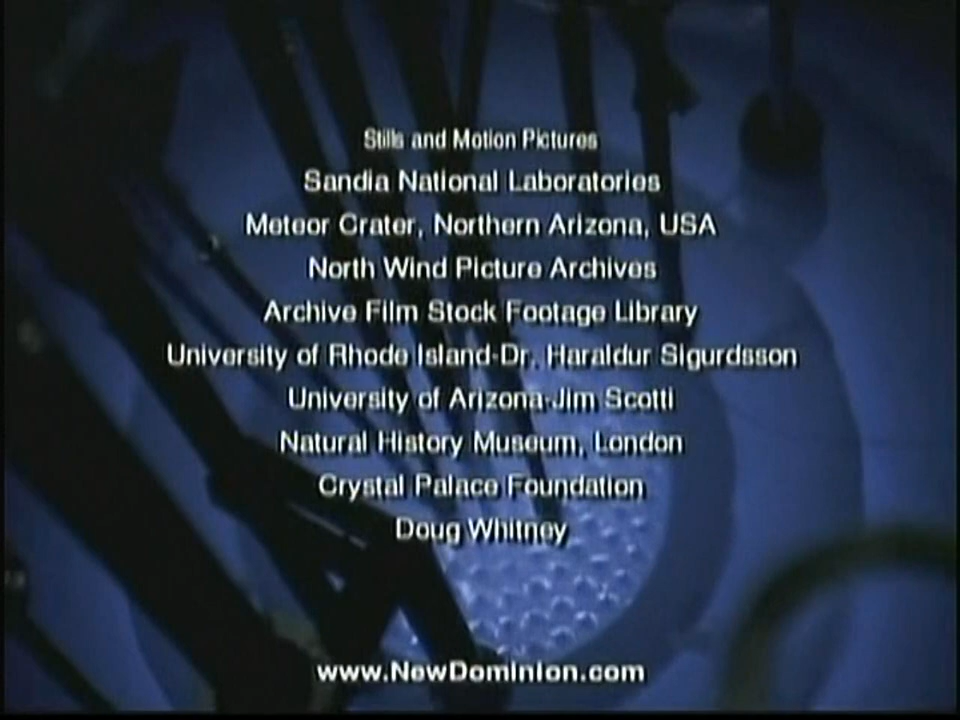 Stills and Motion Pictures
Sandia National Laboratories
Meteor Crater, Northern Arizona, USA
North Wind Picture Archives
Archive Film Stock Footage Library
University of Rhode Island-Dr. Haraldur Sigurdsson
University of Arizona-Jim Scotti
Natural History Museum, London
Crystal Palace Foundation
Doug Whitney
www.NewDominion.com